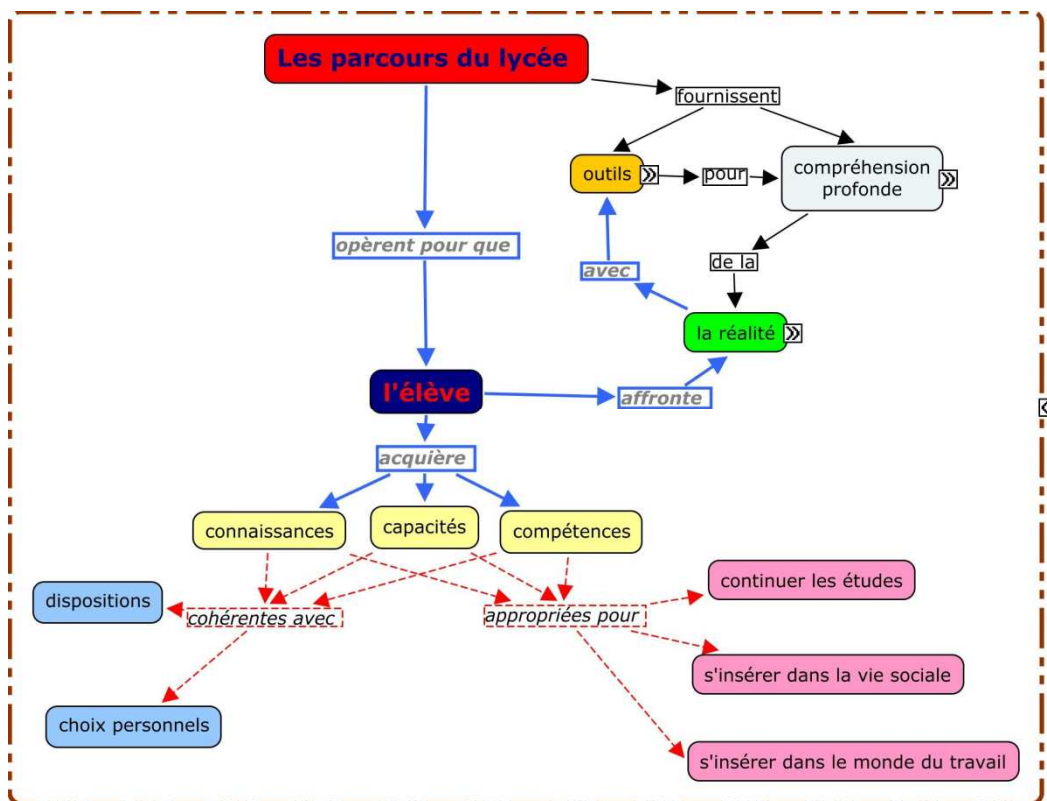 Les parcours du lycée
fournissent
outils
pour
compréhension
profonde
opèrent pour que
avec
de la
la réalité
l'élève
affronte
acquière
connaissances
capacités
compétences
dispositions
cohérentes avec
appropriées pour
continuer les études
s'insérer dans la vie sociale
choix personnels
s'insérer dans le monde du travail